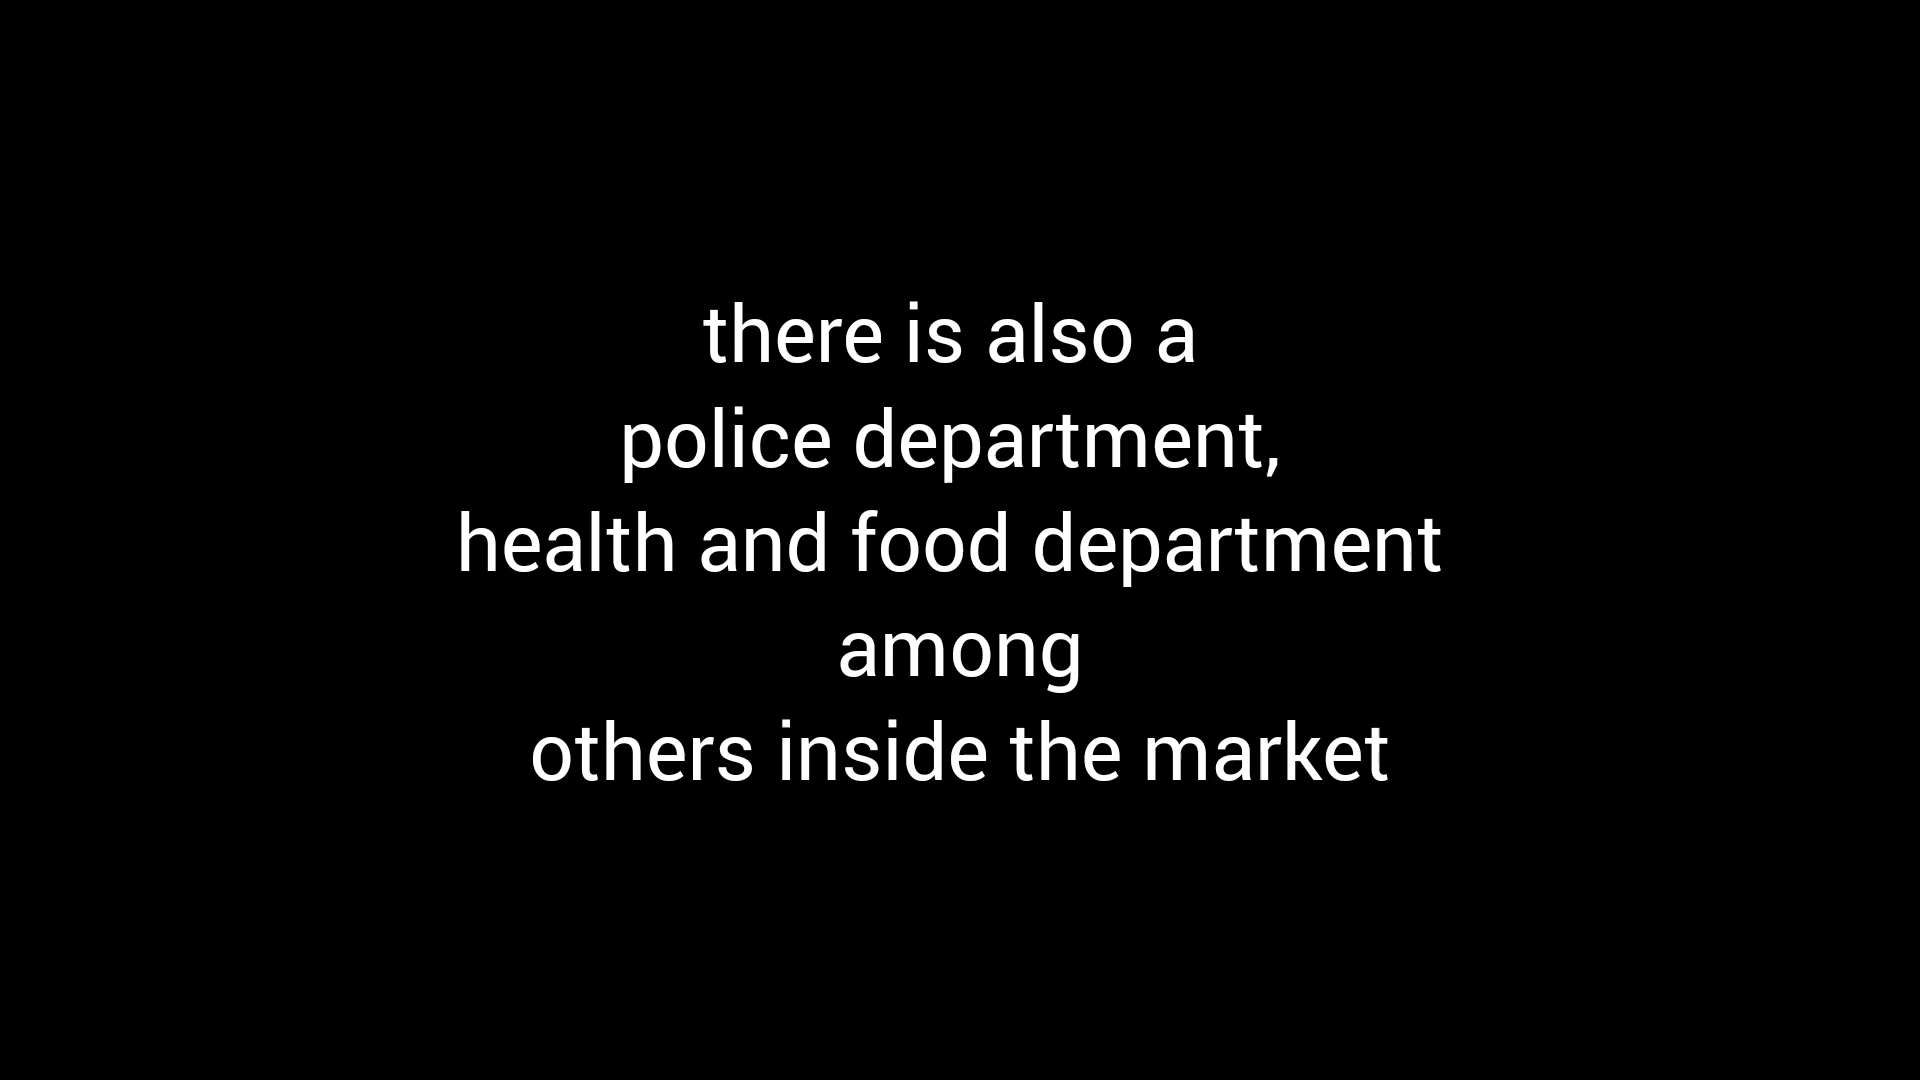 there is also a
police department,
health and food department
among
others inside the market